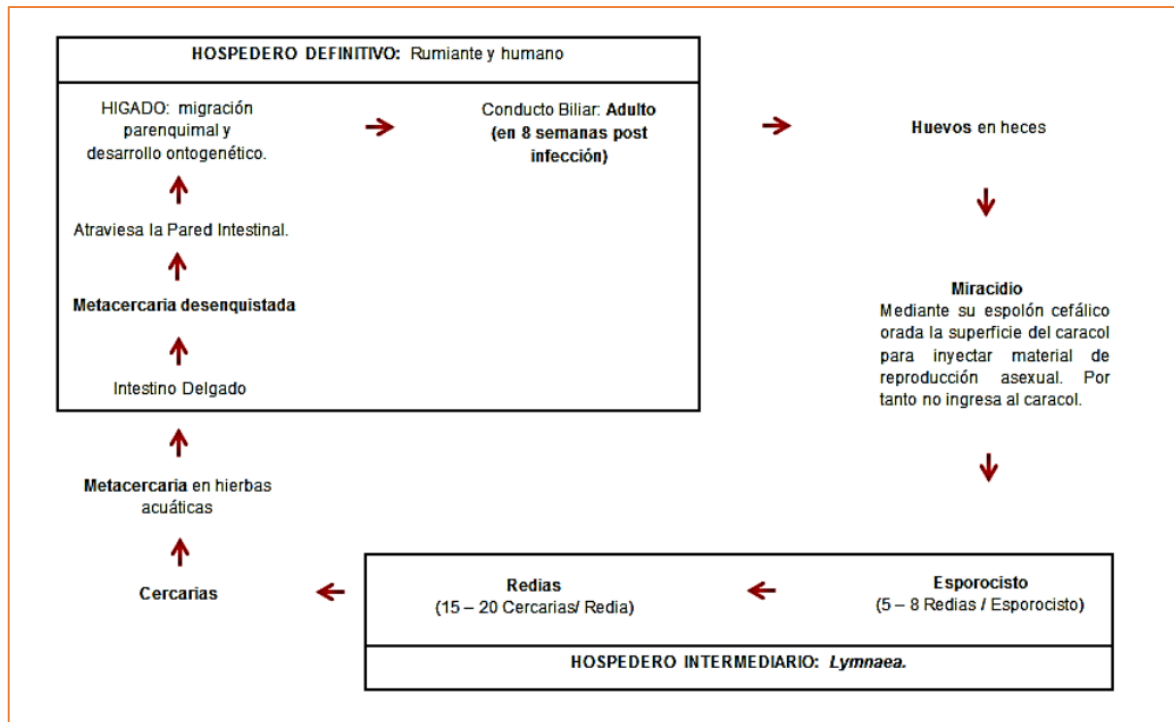 HOSPEDERO DEFINITIVO: Rumiante y humano
HIGADO: migración
parenquimal y
desarrollo ontogenético.
Conducto Biliar: Adulto
(en 8 semanas post
infección)
Huevos en heces
Atraviesa la Pared Intestinal.
Metacercaria desenquistada
Intestino Delgado
Miracidio
Mediante su espolón cefálico
orada la superficie del caracol
para inyectar material de
reproducción asexual. Por
tanto no ingresa al caracol.
Metacercaria en hierbas
acuáticas
Cercarias
Redias
(15 – 20 Cercarias/ Redia)
Esporocisto
(5 – 8 Redias / Esporocisto)
HOSPEDERO INTERMEDIARIO: Lymnaea.